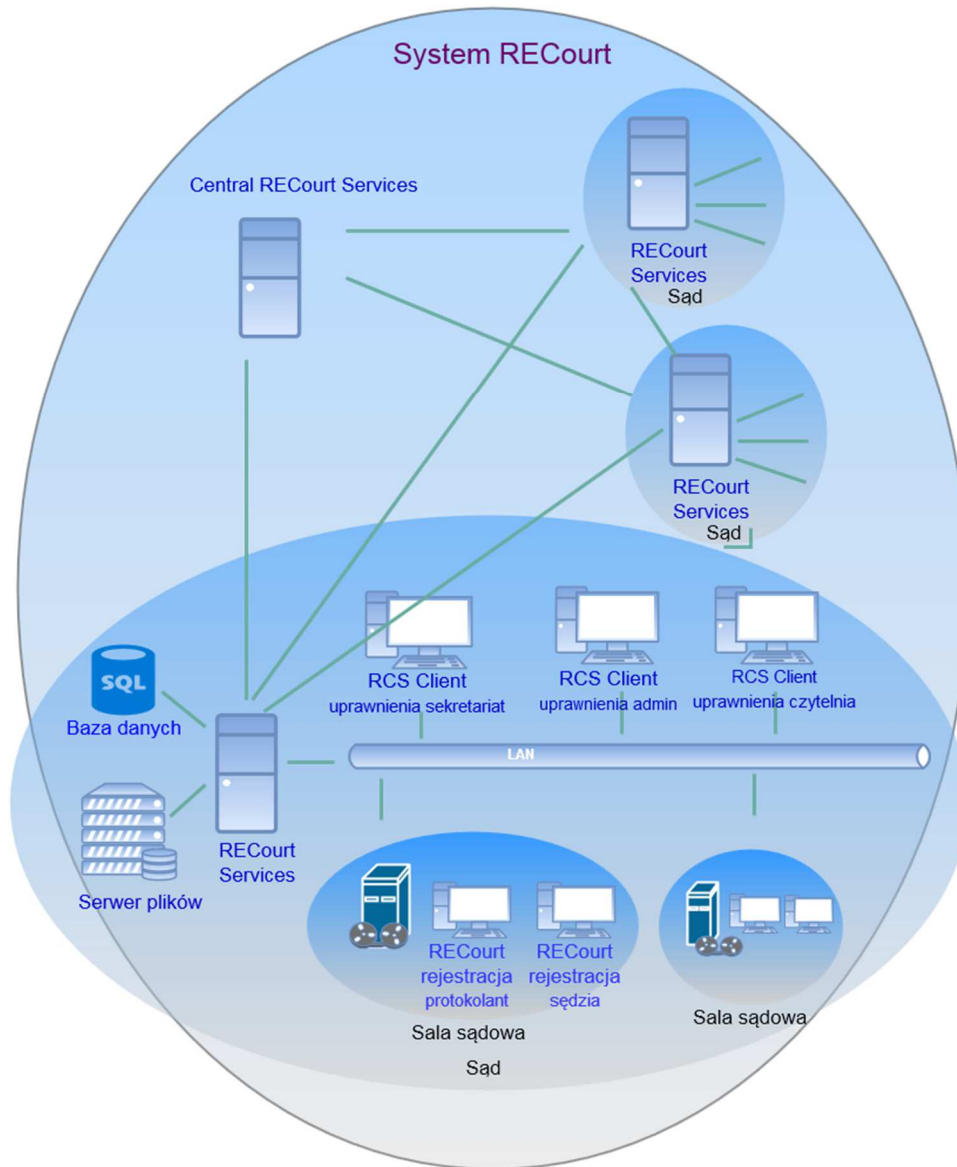 System RECourt
Central RECourt Services
RECourt
Services
Sąd
RECourt
Services
Sąd
RCS Client
uprawnienia sekretariat
RCS Client
uprawnienia admin
RCS Client
uprawnienia czytelnia
SQL
Baza danych
LAN
RECourt
Services
Serwer plików
RECourt
rejestracja
protokolant
RECourt
rejestracja
sędzia
Sala sądowa
Sala sądowa
Sąd